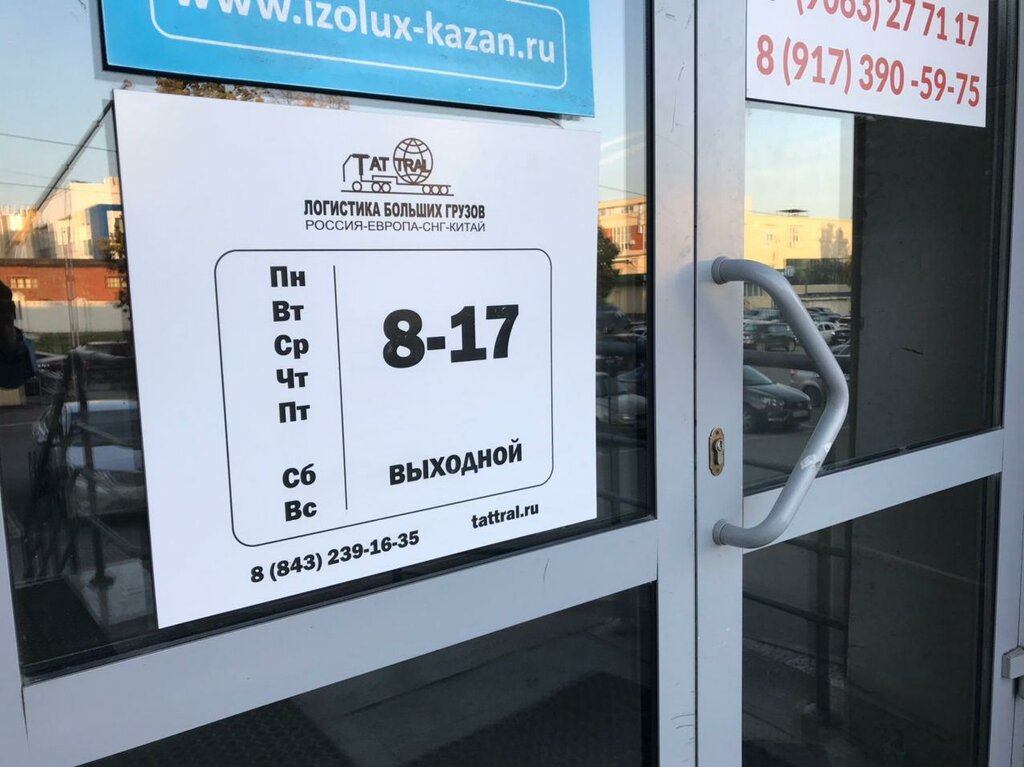 www.izolux-kazan.ru
TAT TRAL
ЛОГИСТИКА БОЛЬШИХ ГРУЗОВ
РОССИЯ-ЕВРОПА-СНГ-КИТАЙ
Пн
Вт
Ср
Чт
Пт
8-17
Сб
Вс
ВЫХОДНОЙ
8 (843) 239-16-35
tattral.ru
27 71 17
8 (917) 390 -59-75